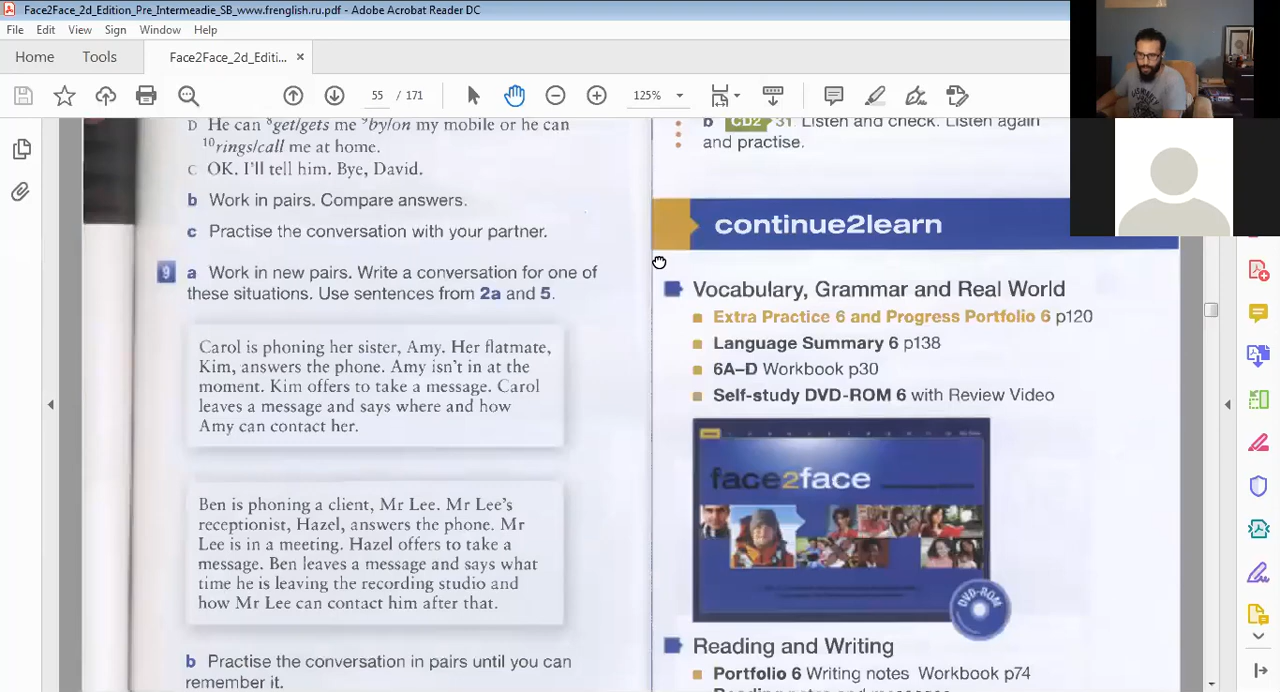 Face2Face_2d_Edition_Pre_Intermeadie_SB_www.frenglish.ru.pdf - Adobe Acrobat Reader DC
File Edit View Sign Window Help
Home Tools Face2Face_2d_Editi... ×
55 / 171 125%
D He can 8get/gets me 9by/on my mobile or he can
10rings/call me at home.
C OK. I'll tell him. Bye, David.
b Work in pairs. Compare answers.
c Practise the conversation with your partner.
9 a Work in new pairs. Write a conversation for one of
these situations. Use sentences from 2a and 5.
Carol is phoning her sister, Amy. Her flatmate,
Kim, answers the phone. Amy isn't in at the
moment. Kim offers to take a message. Carol
leaves a message and says where and how
Amy can contact her.
Ben is phoning a client, Mr Lee. Mr Lee's
receptionist, Hazel, answers the phone. Mr
Lee is in a meeting. Hazel offers to take a
message. Ben leaves a message and says what
time he is leaving the recording studio and
how Mr Lee can contact him after that.
b Practise the conversation in pairs until you can
remember it.
b CD2 31 Listen and check. Listen again
and practise.
continue2learn
Vocabulary, Grammar and Real World
Extra Practice 6 and Progress Portfolio 6 p120
Language Summary 6 p138
6A–D Workbook p30
Self-study DVD-ROM 6 with Review Video
face2face
DVD-ROM
Reading and Writing
Portfolio 6 Writing notes Workbook p74
Reading notes and messages